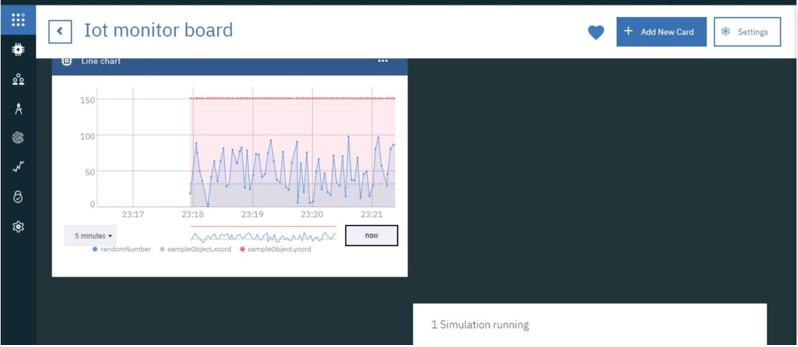 Iot monitor board
Add New Card
Settings
Line chart
150
100
50
0
23:17 23:18 23:19 23:20 23:21
5 minutes
now
randomNumber sampleObject.xcord sampleObject.ycord
1 Simulation running